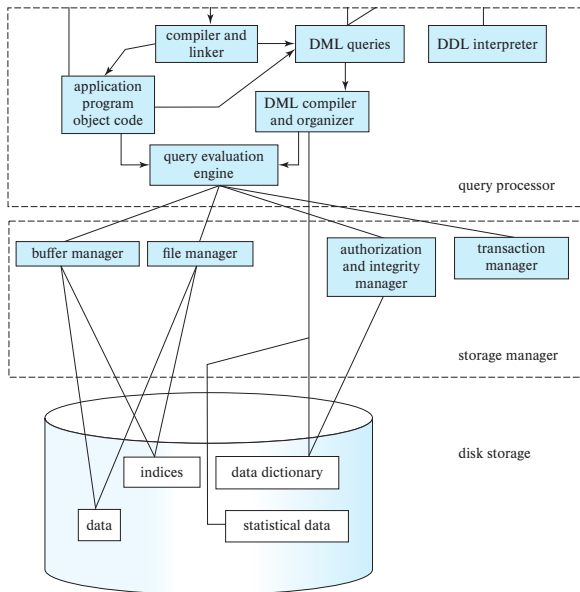 compiler and
linker
DML queries
DDL interpreter
application
program
object code
DML compiler
and organizer
query evaluation
engine
query processor
buffer manager
file manager
authorization
and integrity
manager
transaction
manager
storage manager
disk storage
indices
data dictionary
data
statistical data